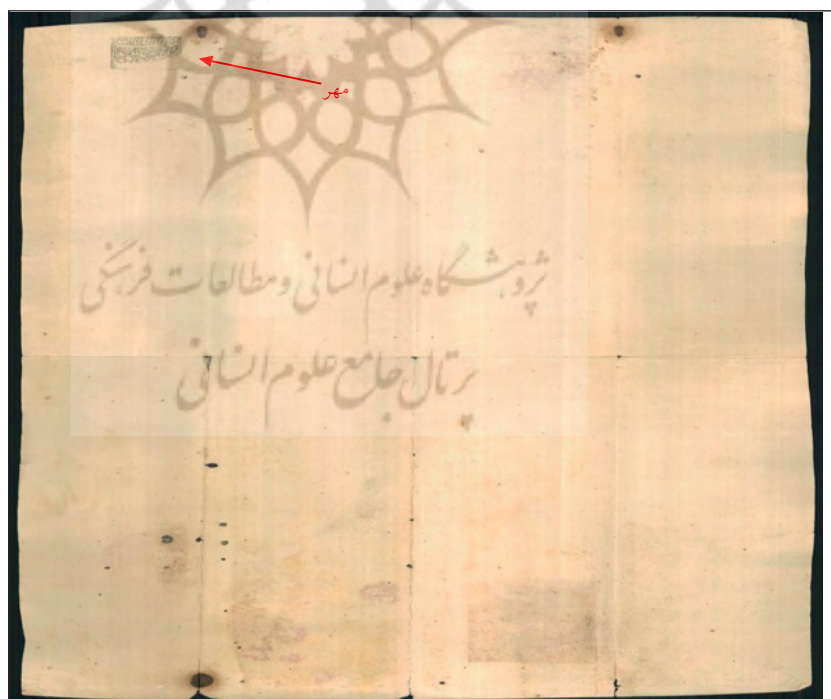 مهر
پژوهشگاه علوم انسانی و مطالعات فرهنگی
پرتال جامع علوم انسانی